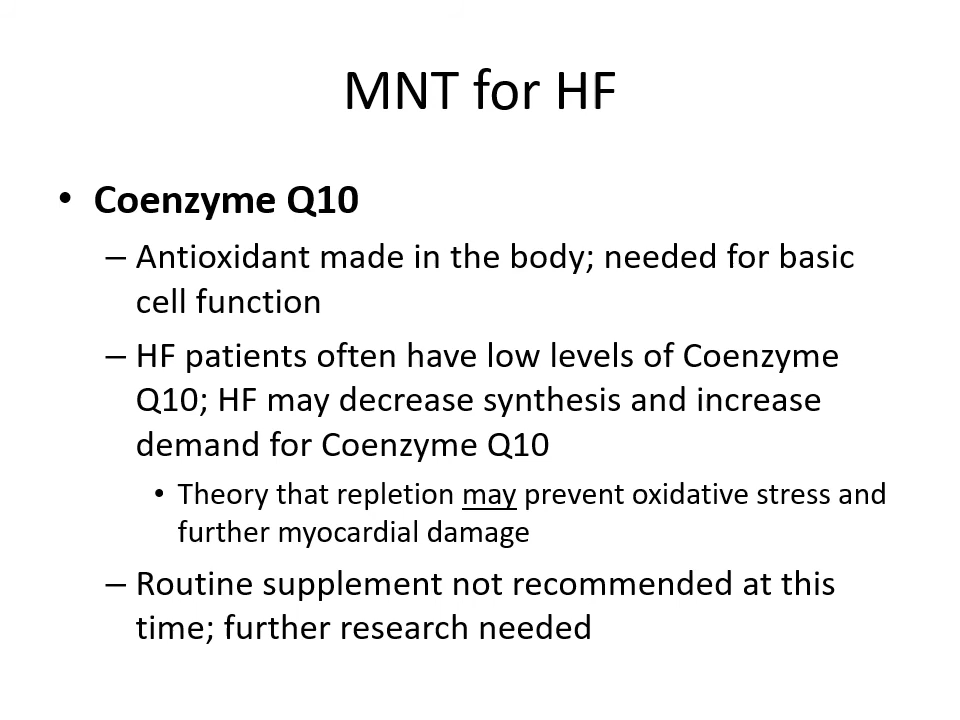 MNT for HF
• Coenzyme Q10
– Antioxidant made in the body; needed for basic
cell function
– HF patients often have low levels of Coenzyme
Q10; HF may decrease synthesis and increase
demand for Coenzyme Q10
• Theory that repletion may prevent oxidative stress and
further myocardial damage
– Routine supplement not recommended at this
time; further research needed